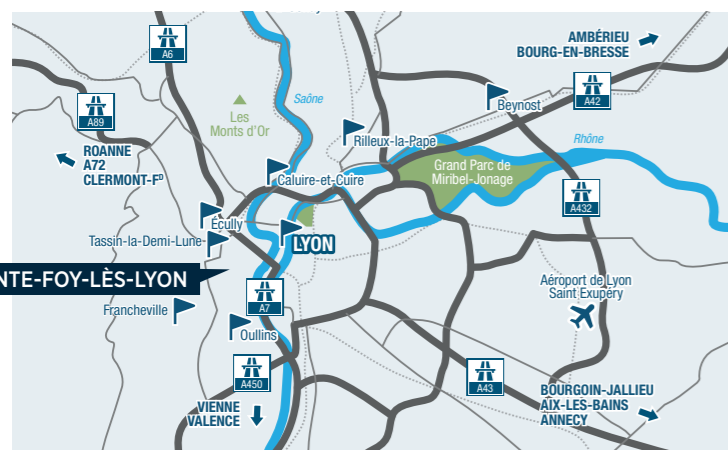 A6
AMBÉRIEU
BOURG-EN-BRESSE
A42
Beynost
Saône
Les
Monts d'Or
A89
ROANNE
A72
CLERMONT-Fᴰ
Rilleux-la-Pape
Rhône
Grand Parc de
Miribel-Jonage
Caluire-et-Cuire
A432
Écully
Tassin-la-Demi-Lune
LYON
NTE-FOY-LÈS-LYON
Aéroport de Lyon
Saint Exupéry
A7
Francheville
Oullins
A450
A43
VIENNE
VALENCE
BOURGOIN-JALLIEU
AIX-LES-BAINS
ANNECY